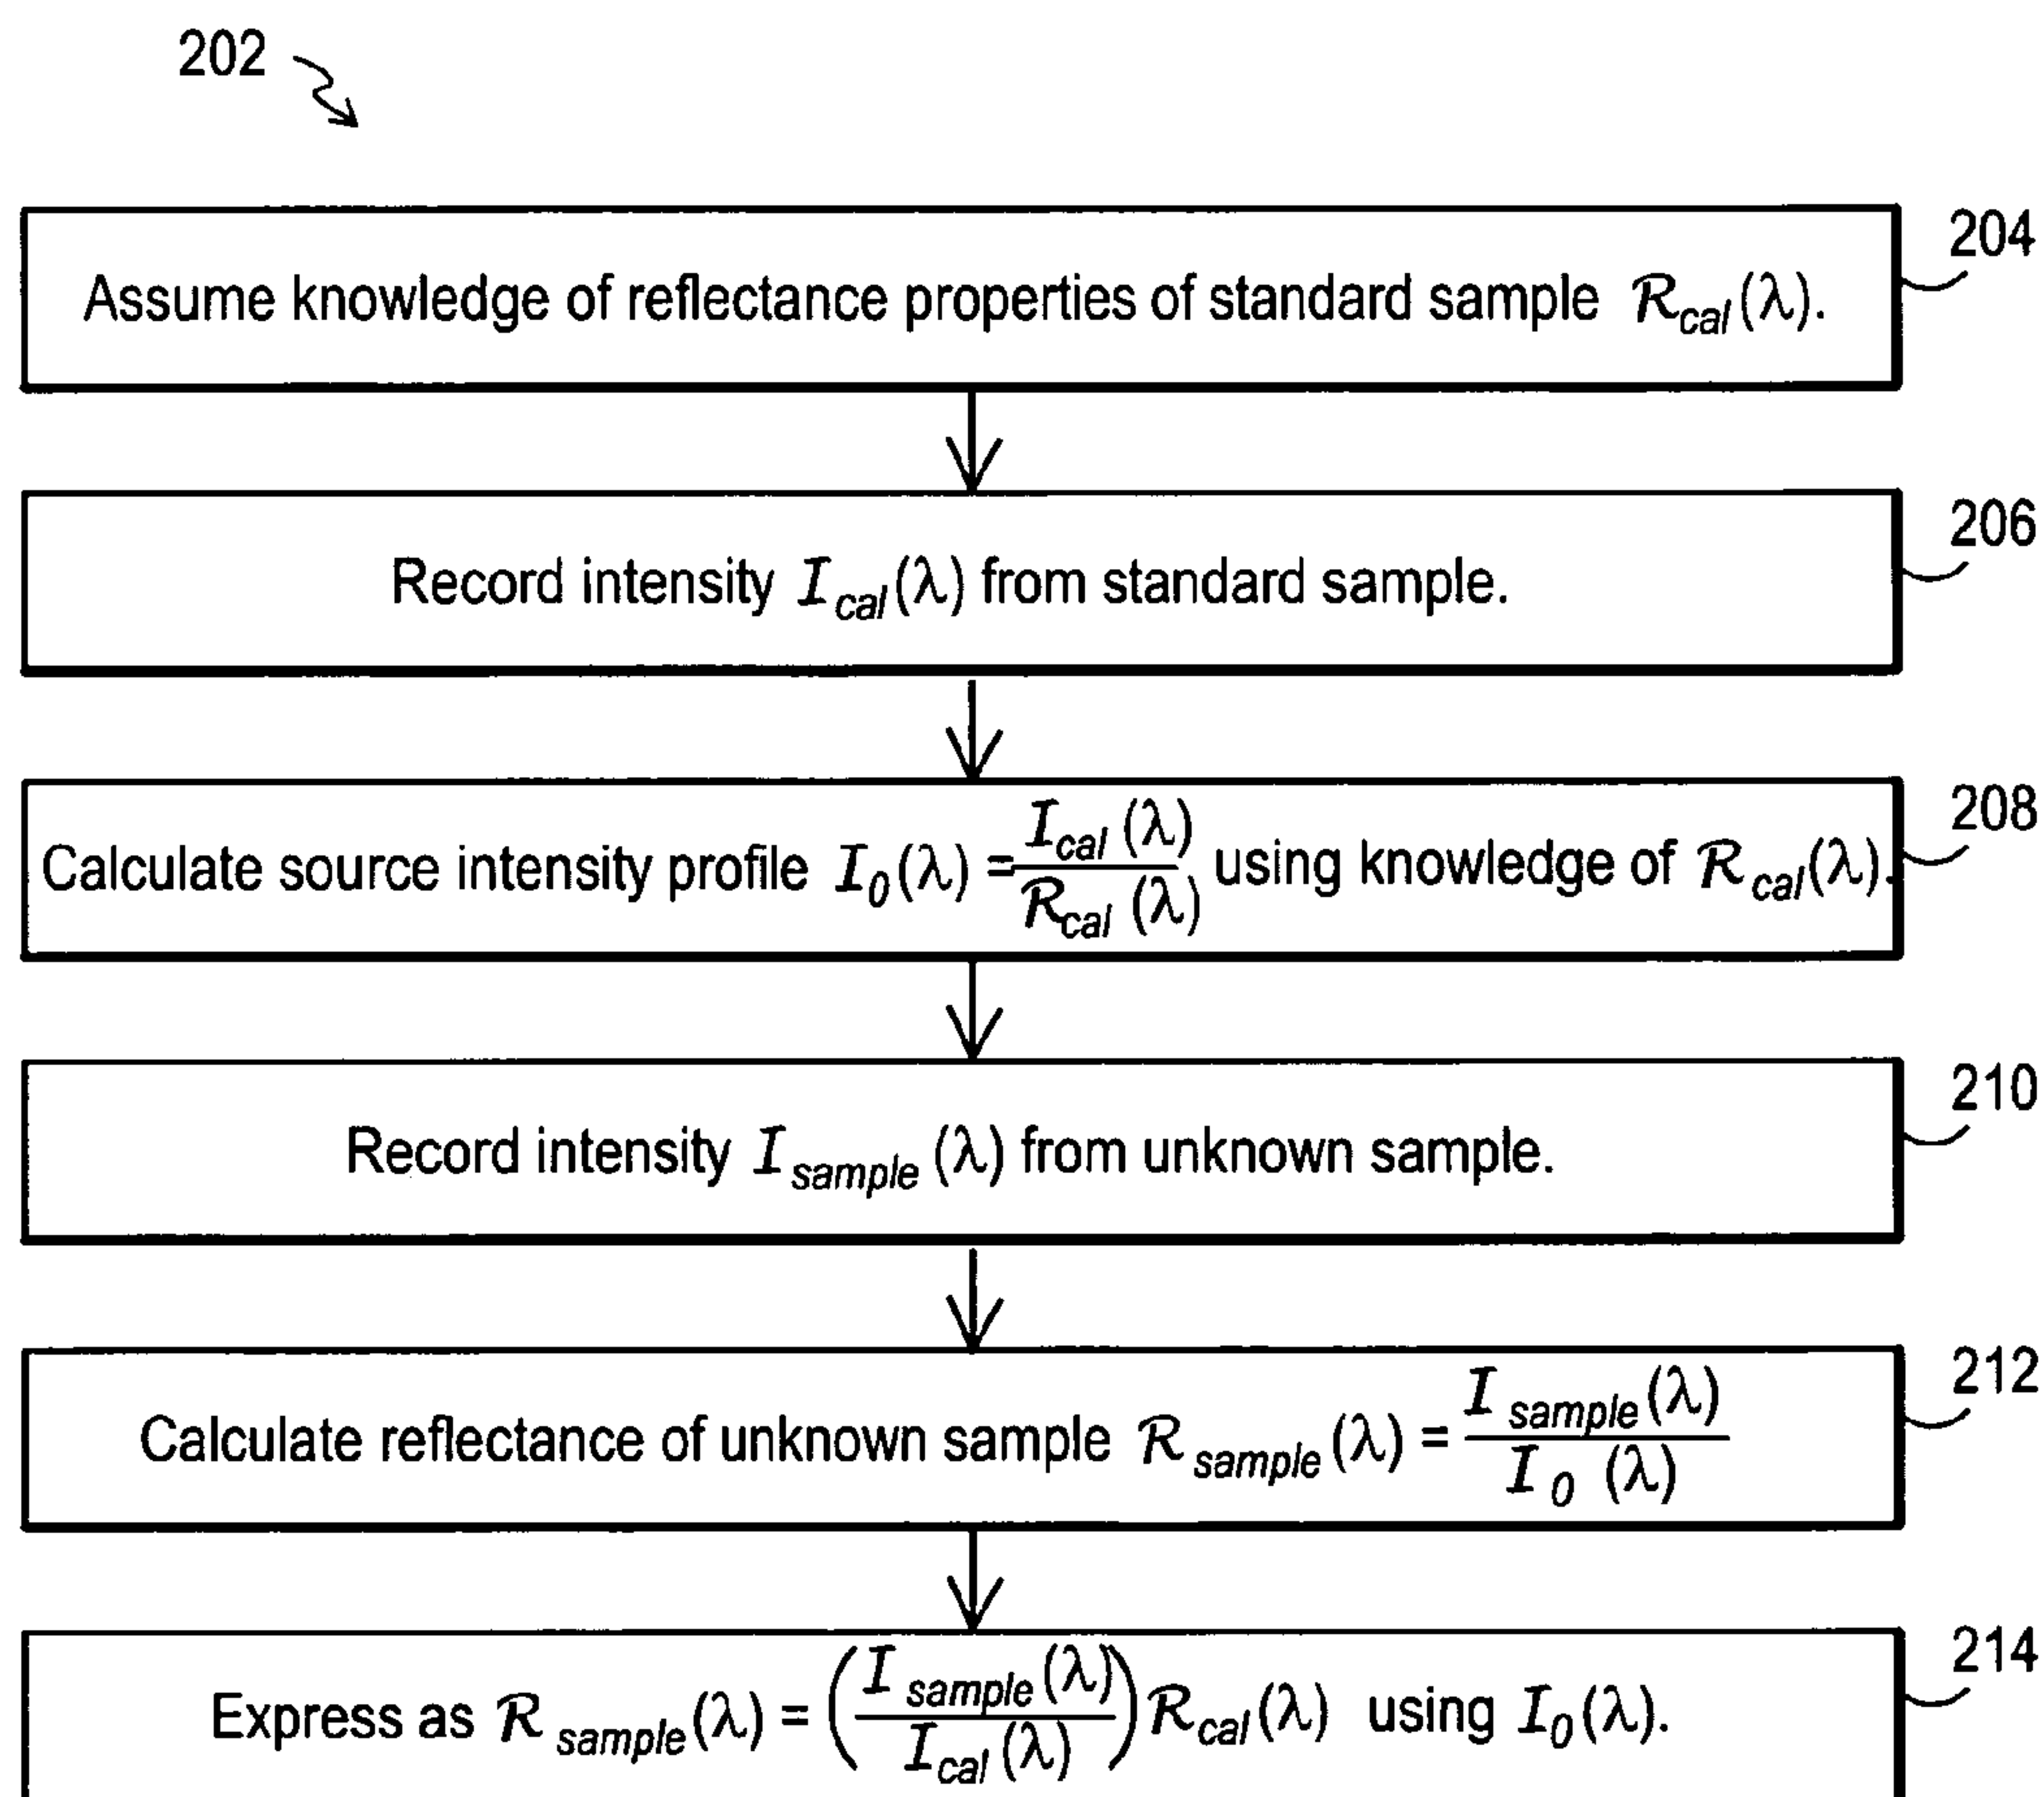 202
204
Assume knowledge of reflectance properties of standard sample ℛcal(λ).
206
Record intensity Ical(λ) from standard sample.
208
Calculate source intensity profile I0(λ) = Ical(λ) / ℛcal(λ) using knowledge of ℛcal(λ).
210
Record intensity Isample(λ) from unknown sample.
212
Calculate reflectance of unknown sample ℛsample(λ) = Isample(λ) / I0(λ)
214
Express as ℛsample(λ) = (Isample(λ) / Ical(λ)) ℛcal(λ) using I0(λ).